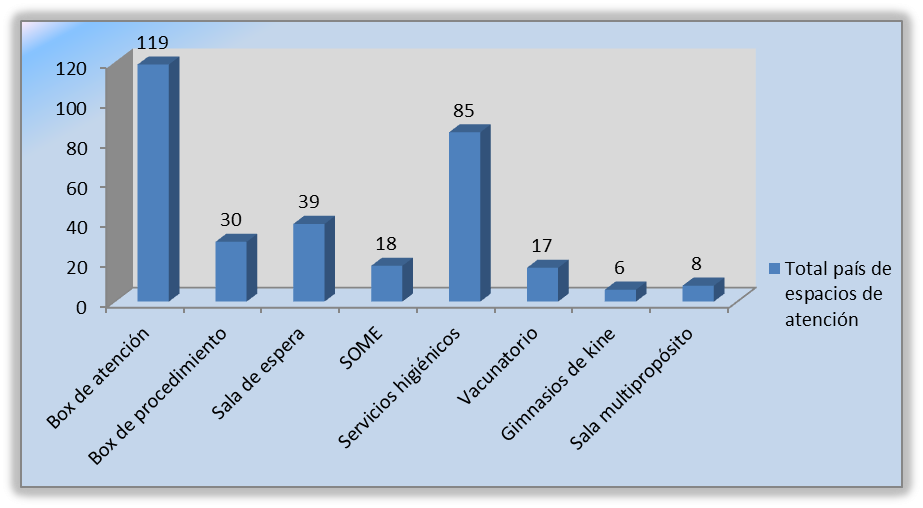 119
120
100
80
60
40
20
0
30
39
18
85
17
6
8
Box de atención
Box de procedimiento
Sala de espera
SOME
Servicios higiénicos
Vacunatorio
Gimnasios de kine
Sala multipropósito
Total país de
espacios de
atención